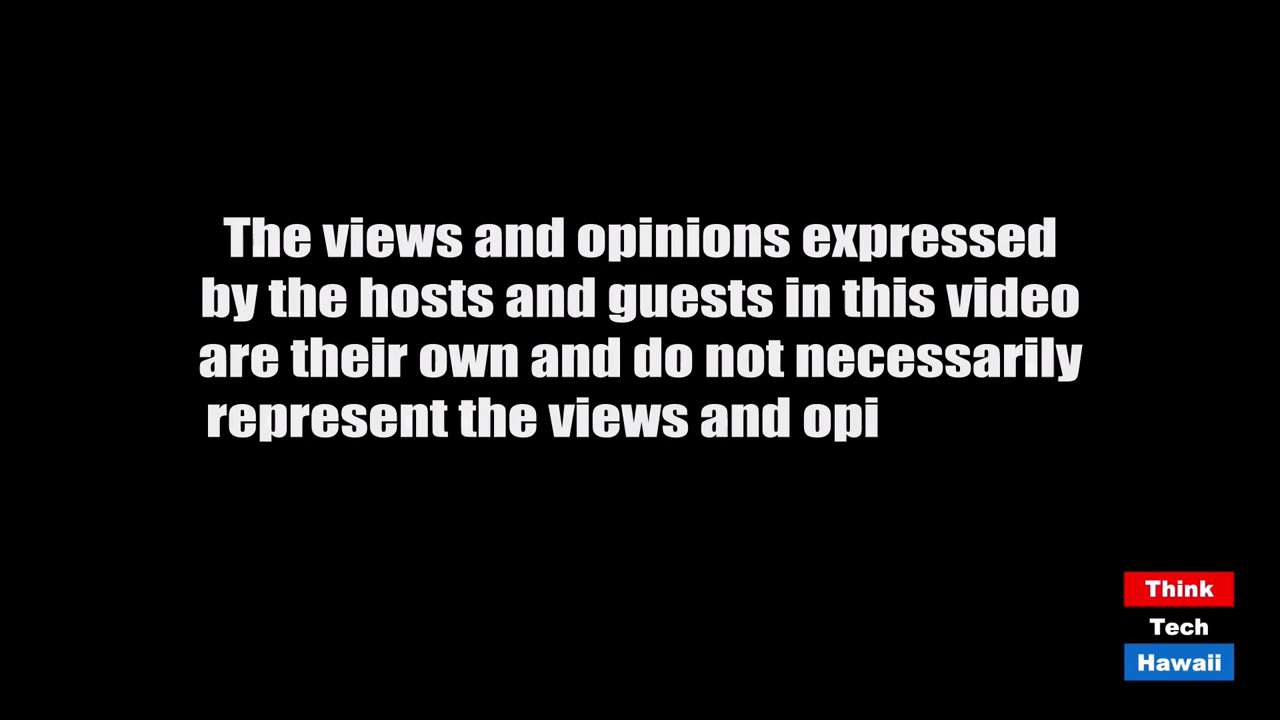 The views and opinions expressed
by the hosts and guests in this video
are their own and do not necessarily
represent the views and opi
Think
Tech
Hawaii